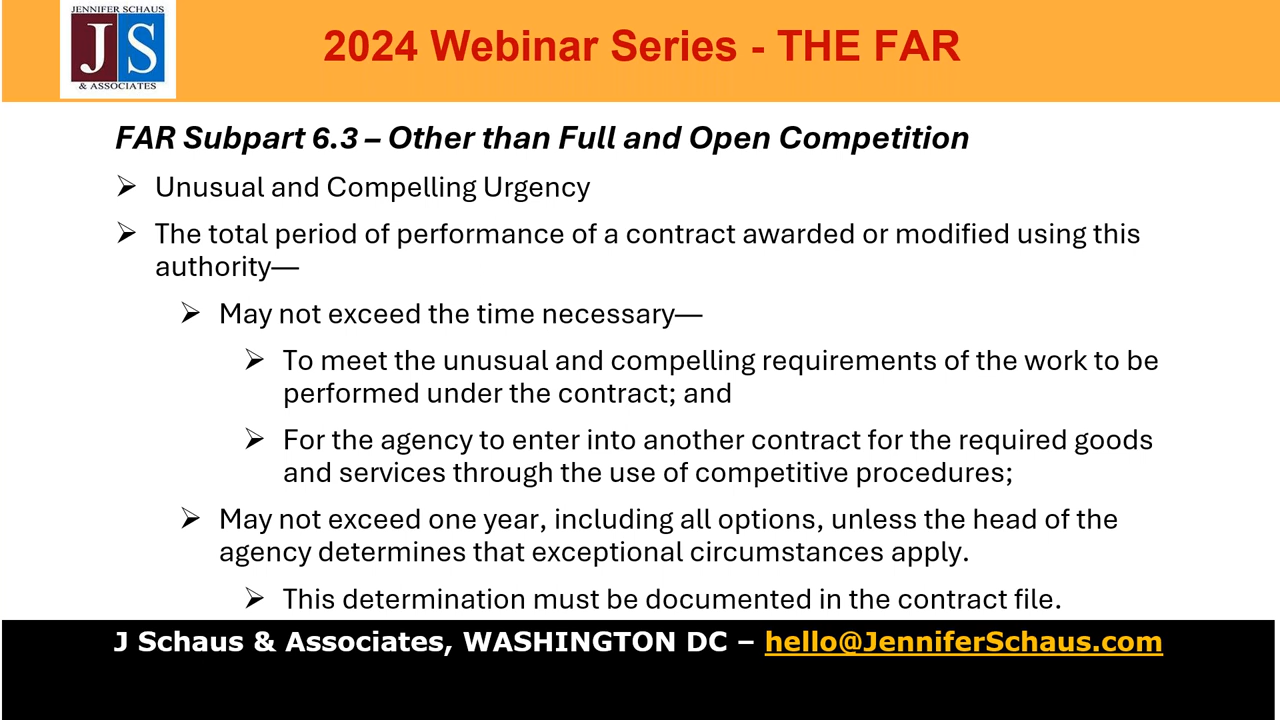 JENNIFER SCHAUS
JS
& ASSOCIATES
2024 Webinar Series - THE FAR
FAR Subpart 6.3 – Other than Full and Open Competition
➢ Unusual and Compelling Urgency
➢ The total period of performance of a contract awarded or modified using this
authority—
➢ May not exceed the time necessary—
➢ To meet the unusual and compelling requirements of the work to be
performed under the contract; and
➢ For the agency to enter into another contract for the required goods
and services through the use of competitive procedures;
➢ May not exceed one year, including all options, unless the head of the
agency determines that exceptional circumstances apply.
➢ This determination must be documented in the contract file.
J Schaus & Associates, WASHINGTON DC – hello@JenniferSchaus.com